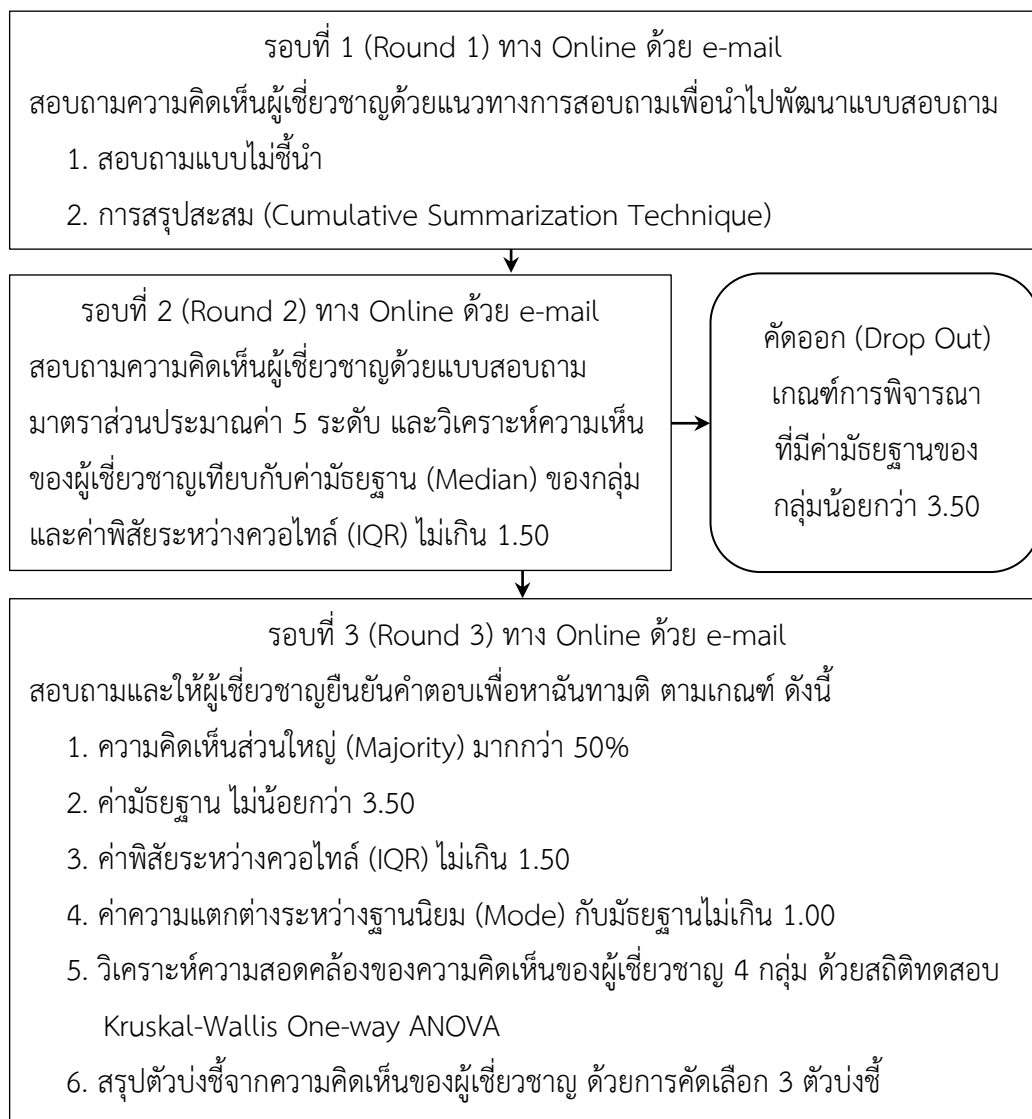 รอบที่ 1 (Round 1) ทาง Online ด้วย e-mail
สอบถามความคิดเห็นผู้เชี่ยวชาญด้วยแนวทางการสอบถามเพื่อนำไปพัฒนาแบบสอบถาม
1. สอบถามแบบไม่ชี้นำ
2. การสรุปสะสม (Cumulative Summarization Technique)
รอบที่ 2 (Round 2) ทาง Online ด้วย e-mail
สอบถามความคิดเห็นผู้เชี่ยวชาญด้วยแบบสอบถาม
มาตราส่วนประมาณค่า 5 ระดับ และวิเคราะห์ความเห็น
ของผู้เชี่ยวชาญเทียบกับค่ามัธยฐาน (Median) ของกลุ่ม
และค่าพิสัยระหว่างควอไทล์ (IQR) ไม่เกิน 1.50
คัดออก (Drop Out)
เกณฑ์การพิจารณา
ที่มีค่ามัธยฐานของ
กลุ่มน้อยกว่า 3.50
รอบที่ 3 (Round 3) ทาง Online ด้วย e-mail
สอบถามและให้ผู้เชี่ยวชาญยืนยันคำตอบเพื่อหาฉันทามติ ตามเกณฑ์ ดังนี้
1. ความคิดเห็นส่วนใหญ่ (Majority) มากกว่า 50%
2. ค่ามัธยฐาน ไม่น้อยกว่า 3.50
3. ค่าพิสัยระหว่างควอไทล์ (IQR) ไม่เกิน 1.50
4. ค่าความแตกต่างระหว่างฐานนิยม (Mode) กับมัธยฐานไม่เกิน 1.00
5. วิเคราะห์ความสอดคล้องของความคิดเห็นของผู้เชี่ยวชาญ 4 กลุ่ม ด้วยสถิติทดสอบ
Kruskal-Wallis One-way ANOVA
6. สรุปตัวบ่งชี้จากความคิดเห็นของผู้เชี่ยวชาญ ด้วยการคัดเลือก 3 ตัวบ่งชี้